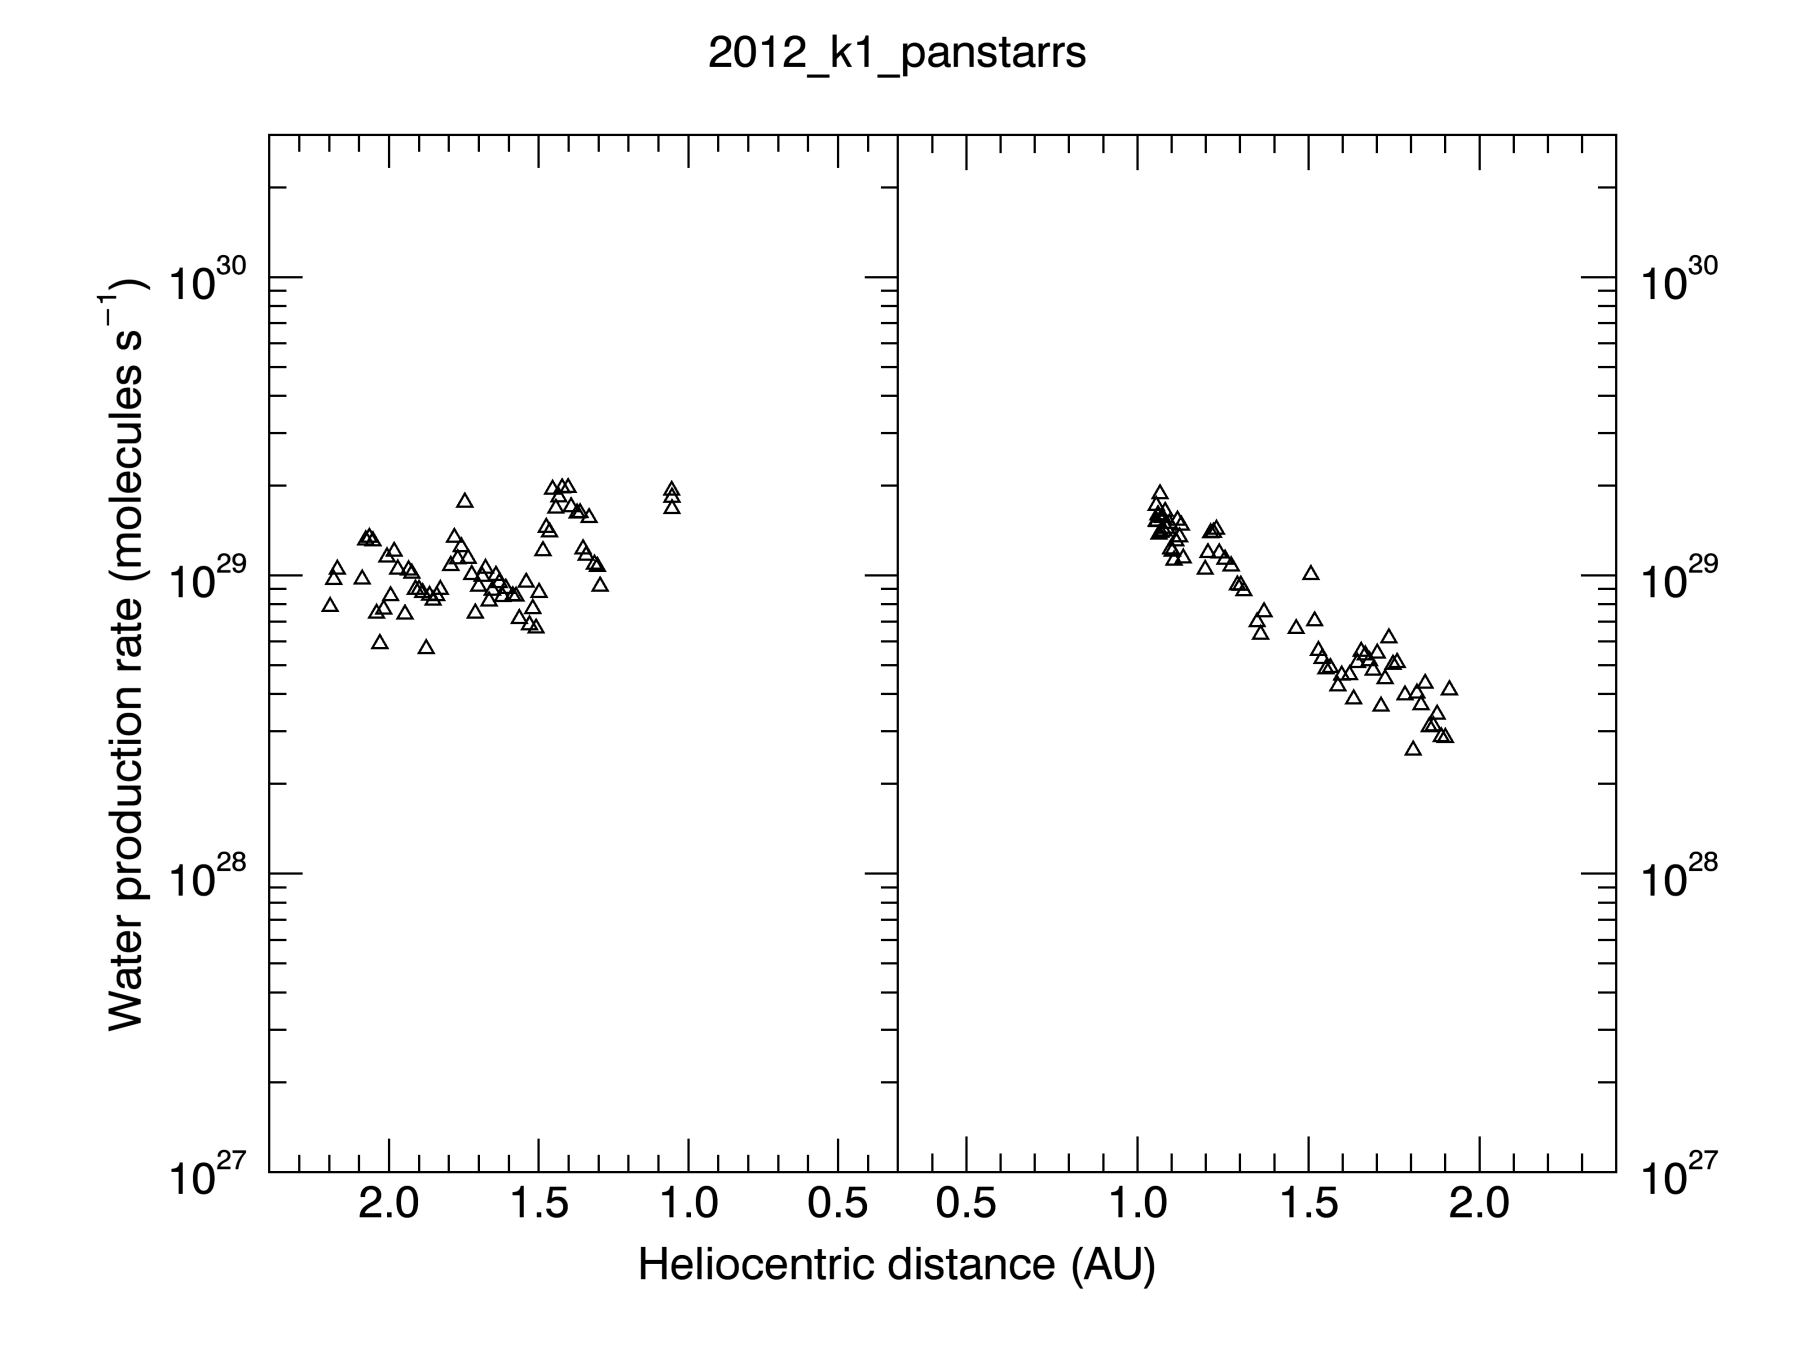 2012_k1_panstarrs
Water production rate (molecules s⁻¹)
10³⁰
10²⁹
10²⁸
10²⁷
10³⁰
10²⁹
10²⁸
10²⁷
2.0 1.5 1.0 0.5 0.5 1.0 1.5 2.0
Heliocentric distance (AU)